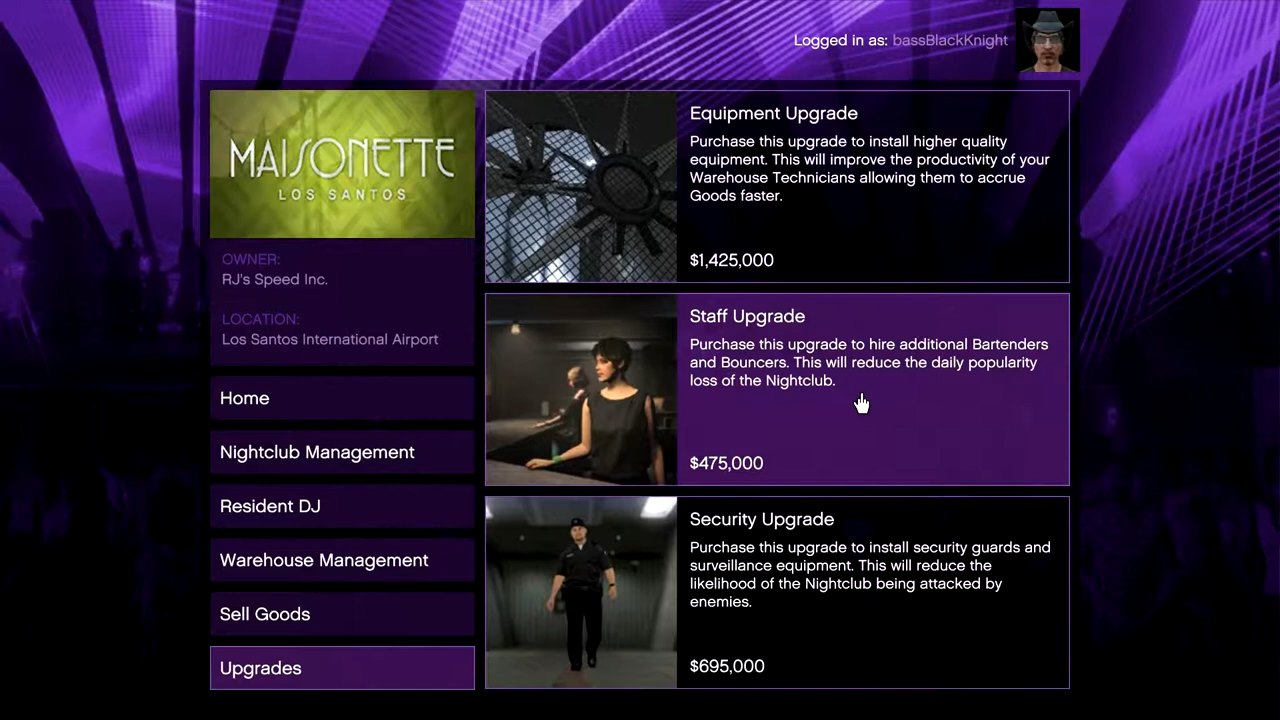 Logged in as: bassBlackKnight
MAISONETTE
LOS SANTOS
OWNER:
RJ's Speed Inc.
LOCATION:
Los Santos International Airport
Home
Nightclub Management
Resident DJ
Warehouse Management
Sell Goods
Upgrades
Equipment Upgrade
Purchase this upgrade to install higher quality
equipment. This will improve the productivity of your
Warehouse Technicians allowing them to accrue
Goods faster.
$1,425,000
Staff Upgrade
Purchase this upgrade to hire additional Bartenders
and Bouncers. This will reduce the daily popularity
loss of the Nightclub.
$475,000
Security Upgrade
Purchase this upgrade to install security guards and
surveillance equipment. This will reduce the
likelihood of the Nightclub being attacked by
enemies.
$695,000